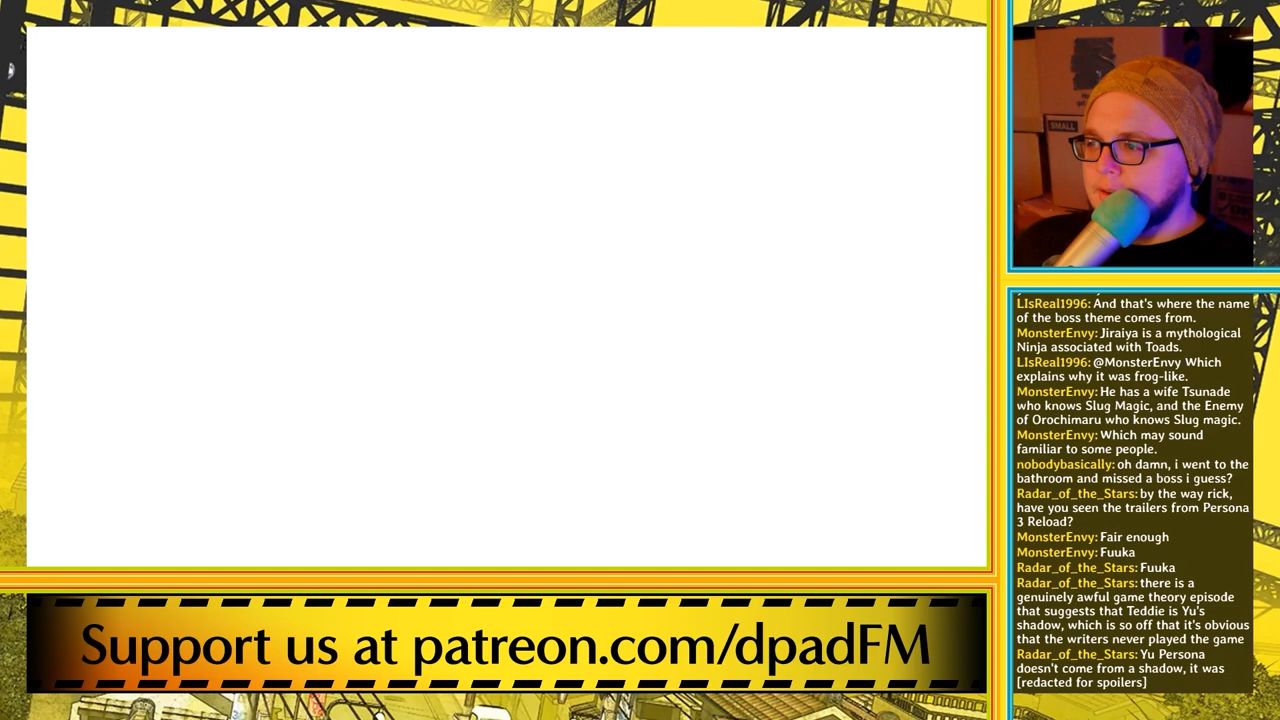 SMALL
LIsReal1996: And that's where the name
of the boss theme comes from.
MonsterEnvy: Jiraiya is a mythological
Ninja associated with Toads.
LIsReal1996: @MonsterEnvy Which
explains why it was frog-like.
MonsterEnvy: He has a wife Tsunade
who knows Slug Magic, and the Enemy
of Orochimaru who knows Slug magic.
MonsterEnvy: Which may sound
familiar to some people.
nobodybasically: oh damn, i went to the
bathroom and missed a boss i guess?
Radar_of_the_Stars: by the way rick,
have you seen the trailers from Persona
3 Reload?
MonsterEnvy: Fair enough
MonsterEnvy: Fuuka
Radar_of_the_Stars: Fuuka
Radar_of_the_Stars: there is a
genuinely awful game theory episode
that suggests that Teddie is Yu's
shadow, which is so off that it's obvious
that the writers never played the game
Radar_of_the_Stars: Yu Persona
doesn't come from a shadow, it was
[redacted for spoilers]
Support us at patreon.com/dpadFM